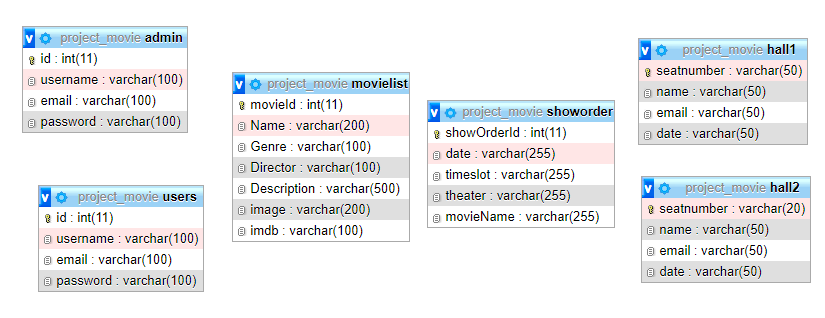 v project_movie admin
id : int(11)
username : varchar(100)
email : varchar(100)
password : varchar(100)
v project_movie users
id : int(11)
username : varchar(100)
email : varchar(100)
password : varchar(100)
v project_movie movielist
movieId : int(11)
Name : varchar(200)
Genre : varchar(100)
Director : varchar(100)
Description : varchar(500)
image : varchar(200)
imdb : varchar(100)
v project_movie showorder
showOrderId : int(11)
date : varchar(255)
timeslot : varchar(255)
theater : varchar(255)
movieName : varchar(255)
v project_movie hall1
seatnumber : varchar(50)
name : varchar(50)
email : varchar(50)
date : varchar(50)
v project_movie hall2
seatnumber : varchar(20)
name : varchar(50)
email : varchar(50)
date : varchar(50)